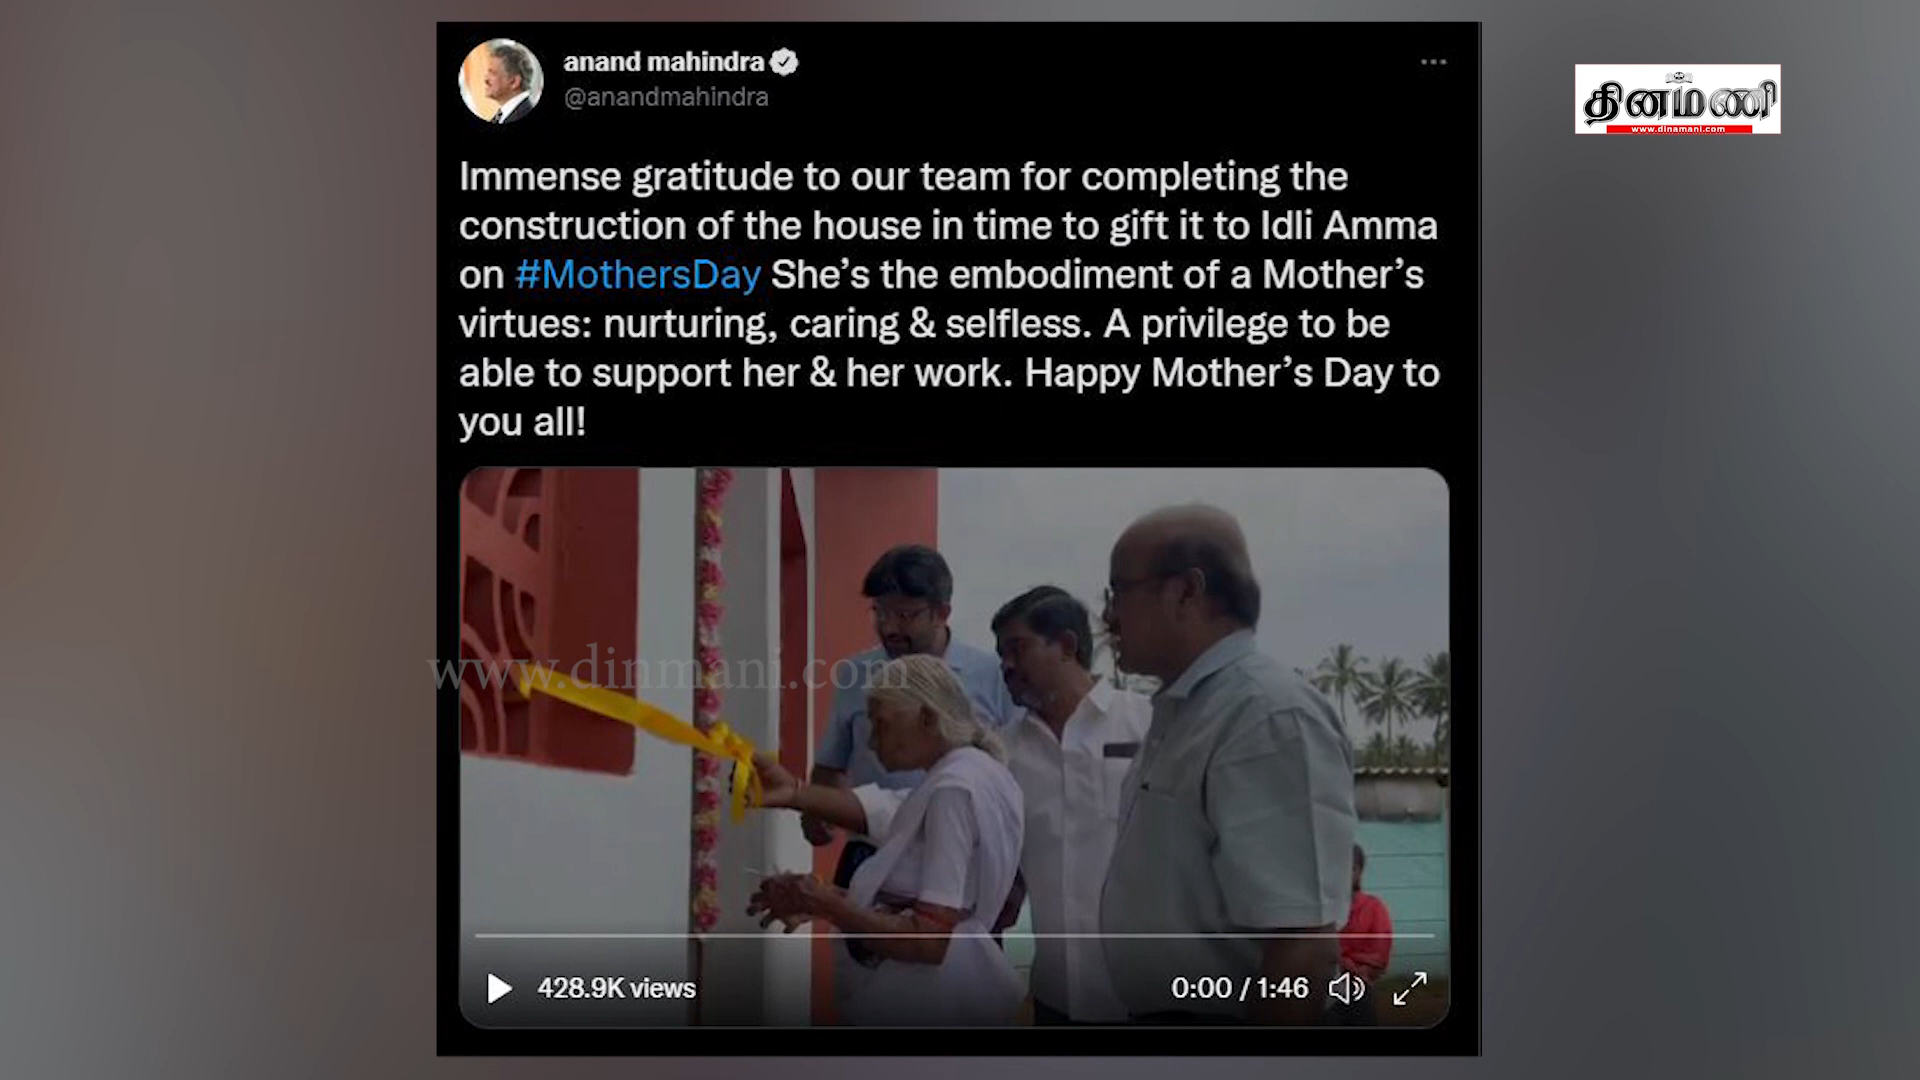 anand mahindra
@anandmahindra
தினமணி
www.dinamani.com
Immense gratitude to our team for completing the
construction of the house in time to gift it to Idli Amma
on #MothersDay She’s the embodiment of a Mother’s
virtues: nurturing, caring & selfless. A privilege to be
able to support her & her work. Happy Mother’s Day to
you all!
www.dinmani.com
428.9K views
0:00 / 1:46